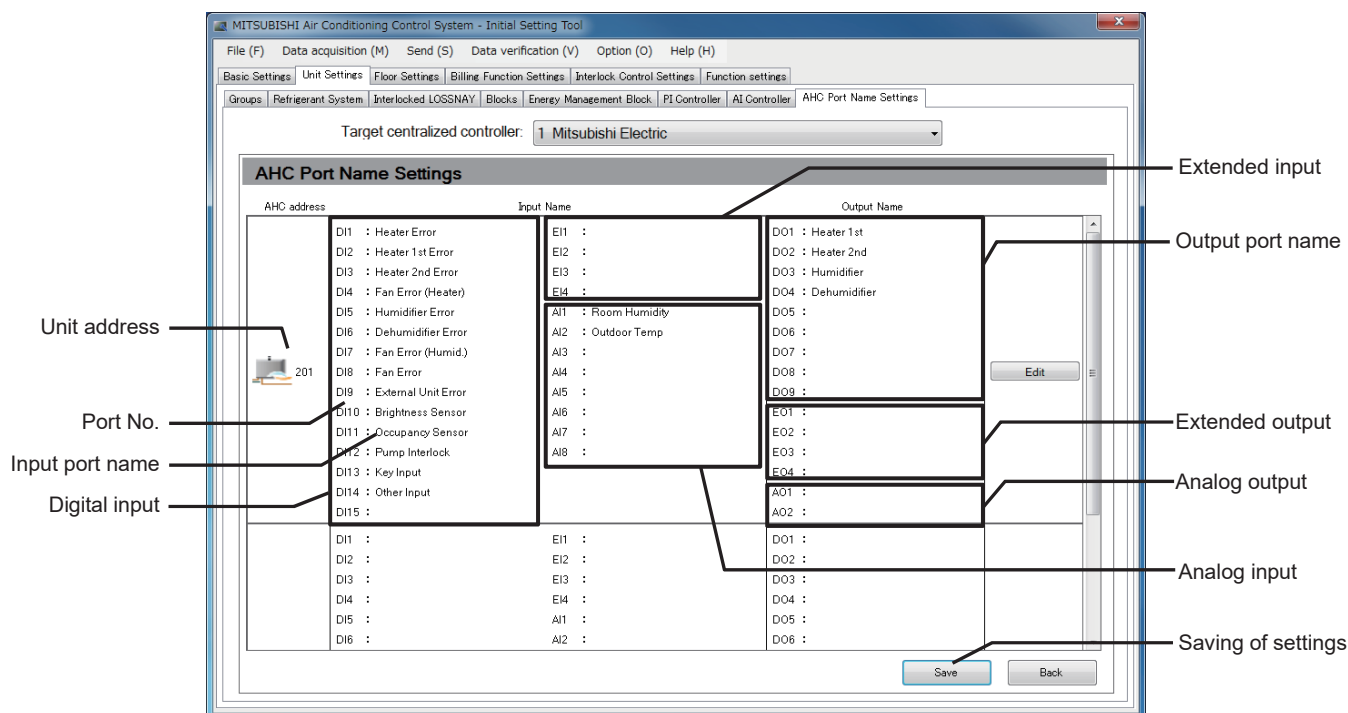 MITSUBISHI Air Conditioning Control System - Initial Setting Tool
File (F) Data acquisition (M) Send (S) Data verification (V) Option (O) Help (H)
Basic Settings Unit Settings Floor Settings Billing Function Settings Interlock Control Settings Function settings
Groups Refrigerant System Interlocked LOSSNAY Blocks Energy Management Block PI Controller AI Controller AHC Port Name Settings
Target centralized controller: 1 Mitsubishi Electric
AHC Port Name Settings
Extended input
AHC address Input Name Output Name
DI1 : Heater Error EI1 : DO1 : Heater 1st
Output port name
DI2 : Heater 1st Error EI2 : DO2 : Heater 2nd
DI3 : Heater 2nd Error EI3 : DO3 : Humidifier
DI4 : Fan Error (Heater) EI4 : DO4 : Dehumidifier
DI5 : Humidifier Error AI1 : Room Humidity DO5 :
Unit address
DI6 : Dehumidifier Error AI2 : Outdoor Temp DO6 :
DI7 : Fan Error (Humid.) AI3 : DO7 :
201 DI8 : Fan Error AI4 : DO8 : Edit
DI9 : External Unit Error AI5 : DO9 :
Port No.
DI10 : Brightness Sensor AI6 : EO1 :
Extended output
DI11 : Occupancy Sensor AI7 : EO2 :
Input port name
DI12 : Pump Interlock AI8 : EO3 :
DI13 : Key Input EO4 :
Analog output
Digital input
DI14 : Other Input AO1 :
DI15 : AO2 :
DI1 : EI1 : DO1 :
DI2 : EI2 : DO2 :
Analog input
DI3 : EI3 : DO3 :
DI4 : EI4 : DO4 :
DI5 : AI1 : DO5 :
DI6 : AI2 : DO6 :
Saving of settings
Save Back